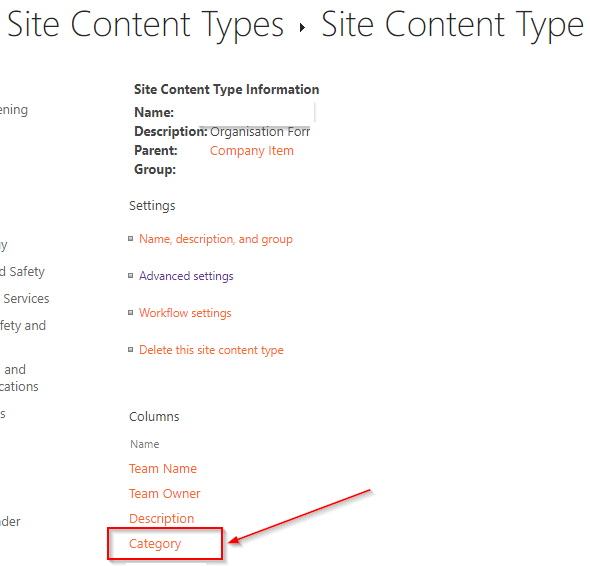 Site Content Types ▸ Site Content Type
Site Content Type Information
Name:
Description: Organisation Forr
Parent: Company Item
Group:
Settings
Name, description, and group
Advanced settings
Workflow settings
Delete this site content type
Columns
Name
Team Name
Team Owner
Description
Category
ening
gy
d Safety
Services
fety and
and
cations
s
der